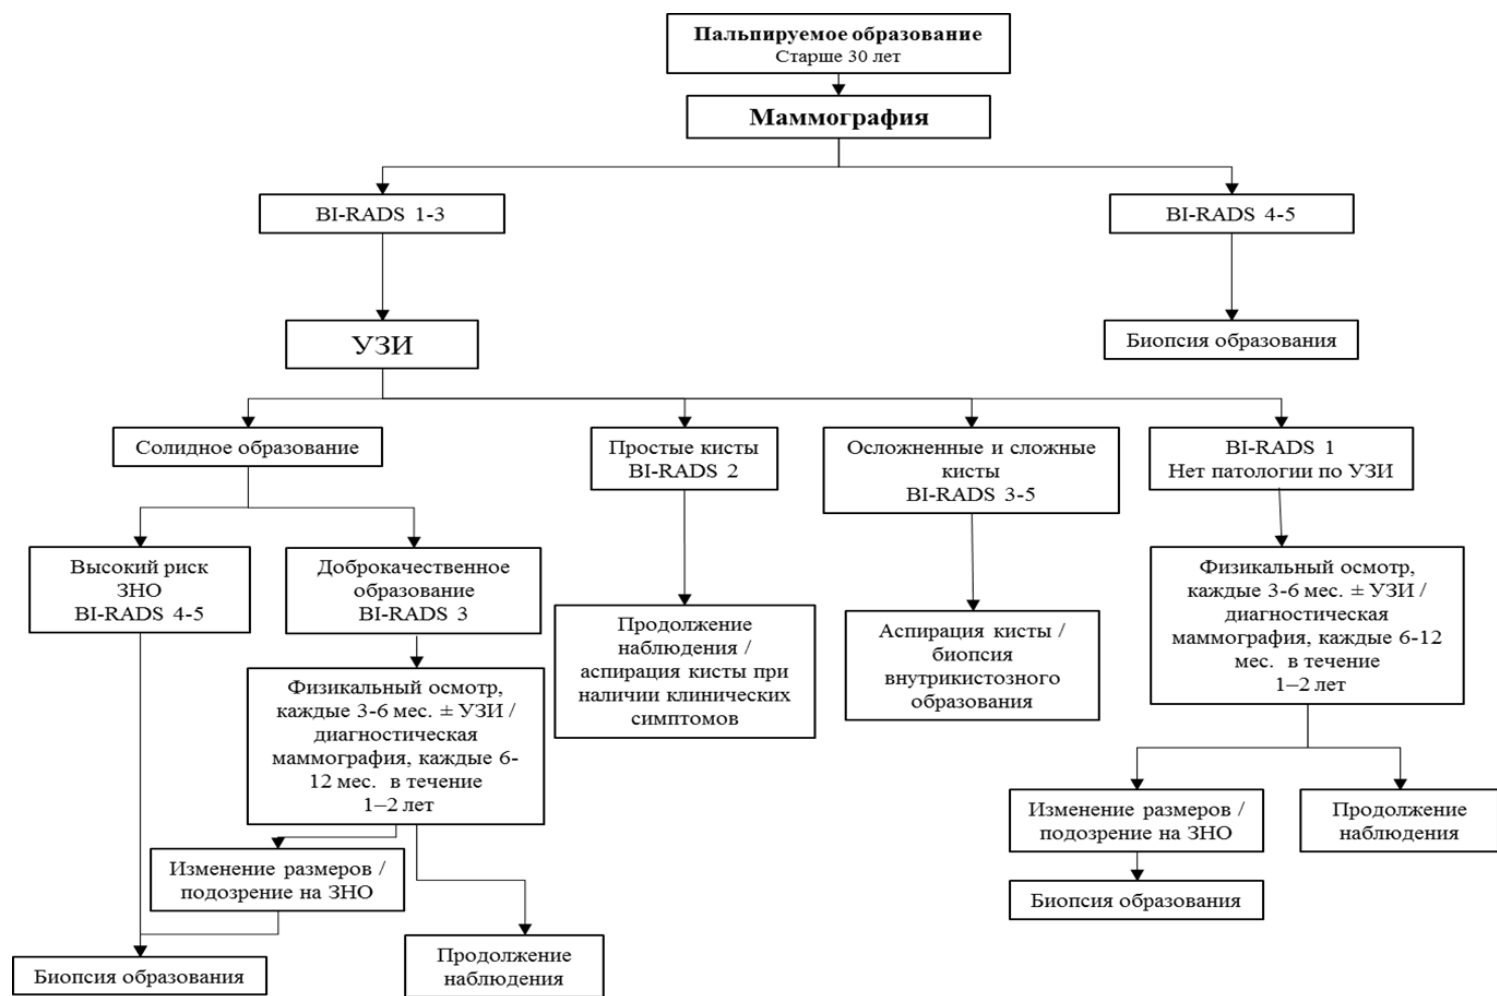 Пальпируемое образование
Старше 30 лет
Маммография
BI-RADS 1-3
BI-RADS 4-5
УЗИ
Биопсия образования
Солидное образование
Простые кисты
BI-RADS 2
Осложненные и сложные
кисты
BI-RADS 3-5
BI-RADS 1
Нет патологии по УЗИ
Высокий риск
ЗНО
BI-RADS 4-5
Доброкачественное
образование
BI-RADS 3
Продолжение
наблюдения /
аспирация кисты при
наличии клинических
симптомов
Аспирация кисты /
биопсия
внутрикистозного
образования
Физикальный осмотр,
каждые 3-6 мес. ± УЗИ /
диагностическая
маммография, каждые 6-12
мес. в течение
1–2 лет
Физикальный осмотр,
каждые 3-6 мес. ± УЗИ /
диагностическая
маммография, каждые 6-
12 мес. в течение
1–2 лет
Изменение размеров /
подозрение на ЗНО
Продолжение
наблюдения
Изменение размеров /
подозрение на ЗНО
Биопсия образования
Биопсия образования
Продолжение
наблюдения